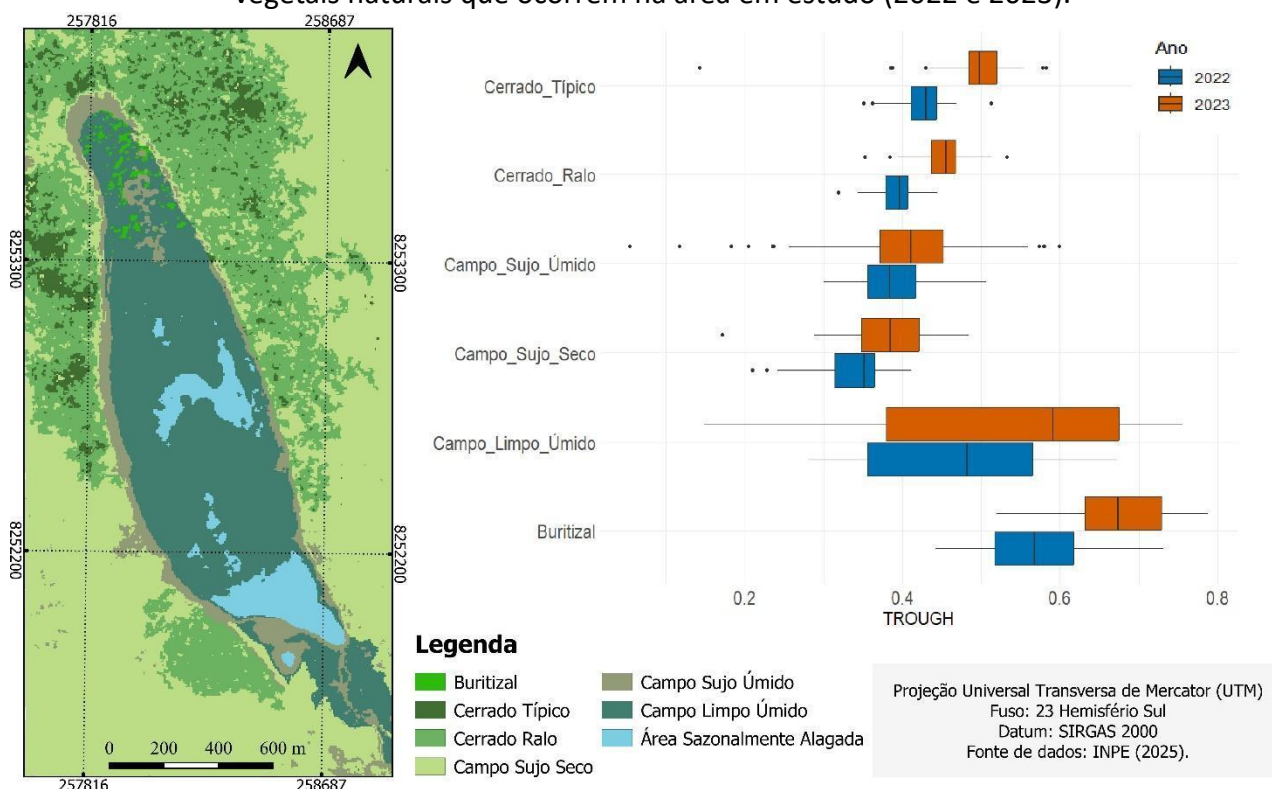 vegetais naturais que ocorrem na área em estudo (2022 e 2023).
257816
258687
8253300
8253300
8252200
8252200
0 200 400 600 m
257816
258687
Cerrado_Típico
Cerrado_Ralo
Campo_Sujo_Úmido
Campo_Sujo_Seco
Campo_Limpo_Úmido
Buritizal
0.2 0.4 0.6 0.8
TROUGH
Ano
2022
2023
Legenda
Buritizal
Cerrado Típico
Cerrado Ralo
Campo Sujo Seco
Campo Sujo Úmido
Campo Limpo Úmido
Área Sazonalmente Alagada
Projeção Universal Transversa de Mercator (UTM)
Fuso: 23 Hemisfério Sul
Datum: SIRGAS 2000
Fonte de dados: INPE (2025).